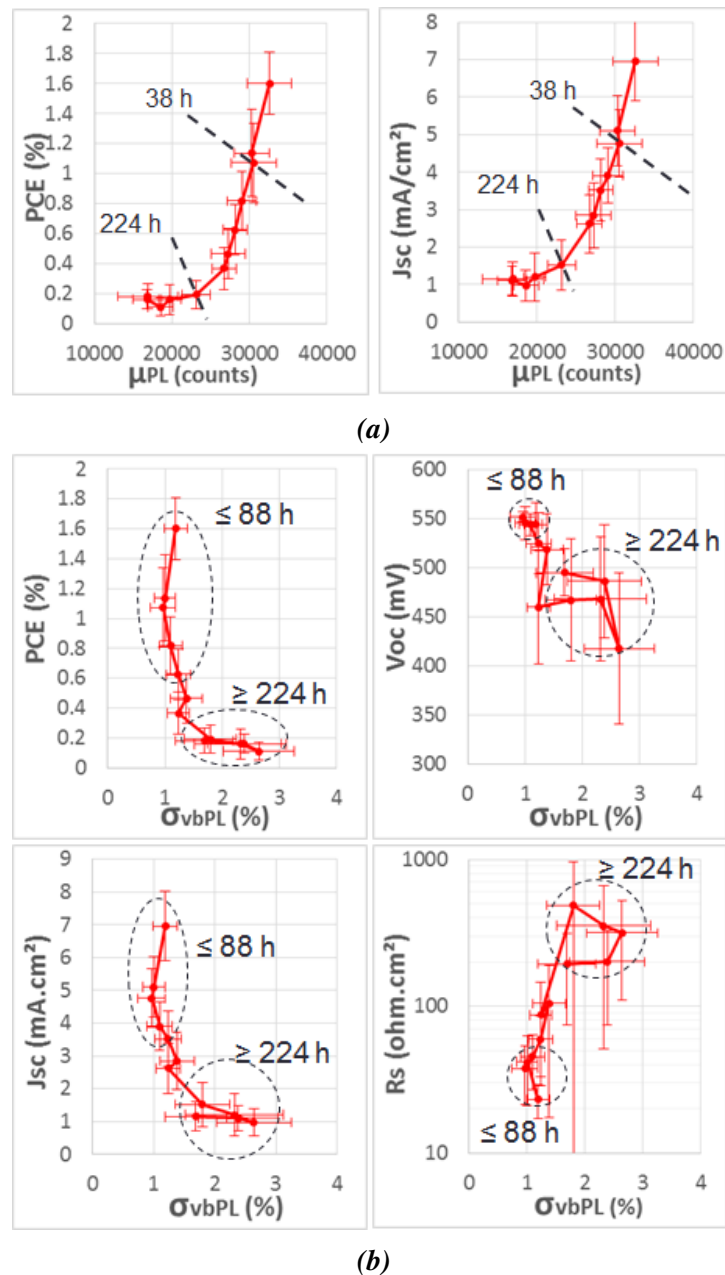 PCE (%)
2
1.8
1.6
1.4
1.2
1
0.8
0.6
0.4
0.2
0
38 h
224 h
10000 20000 30000 40000
μPL (counts)
Jsc (mA/cm²)
8
7
6
5
4
3
2
1
0
38 h
224 h
10000 20000 30000 40000
μPL (counts)
(a)
PCE (%)
2
1.8
1.6
1.4
1.2
1
0.8
0.6
0.4
0.2
0
≤ 88 h
≥ 224 h
0 1 2 3 4
σvbPL (%)
Voc (mV)
600
550
500
450
400
350
300
≤ 88 h
≥ 224 h
0 1 2 3 4
σvbPL (%)
Jsc (mA.cm²)
9
8
7
6
5
4
3
2
1
0
≤ 88 h
≥ 224 h
0 1 2 3 4
σvbPL (%)
Rs (ohm.cm²)
1000
100
10
≥ 224 h
≤ 88 h
0 1 2 3 4
σvbPL (%)
(b)